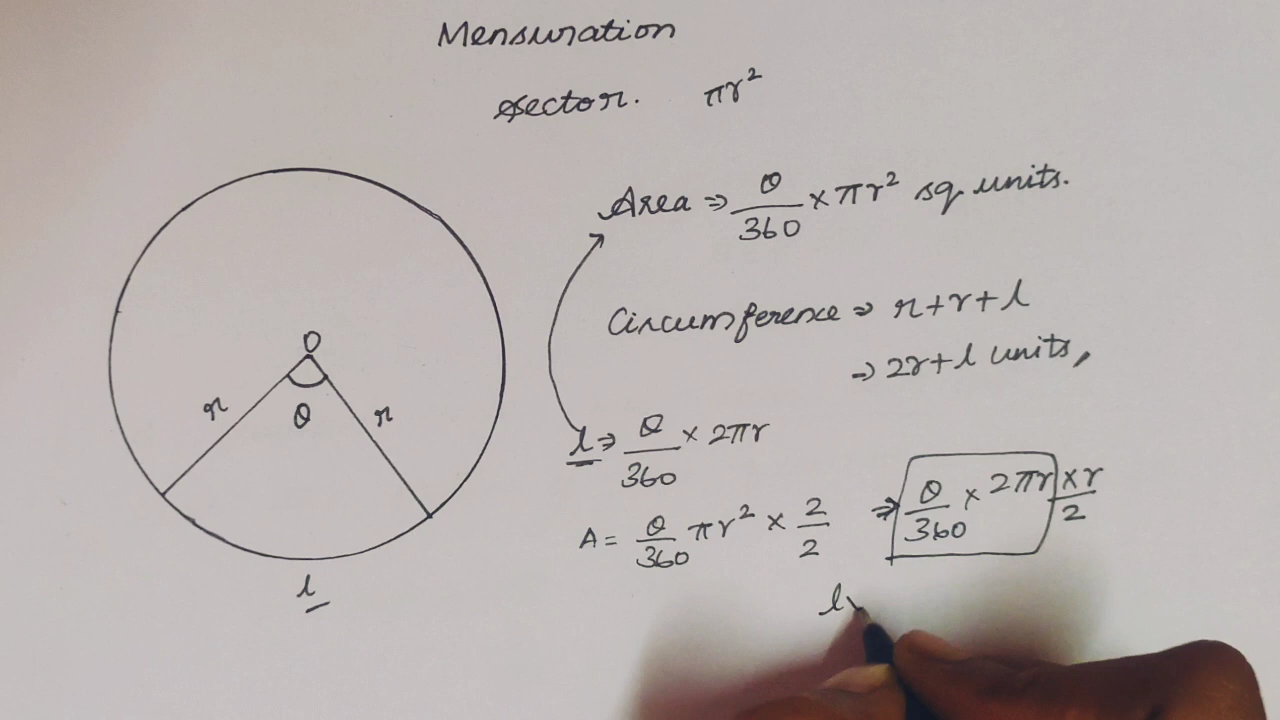 Mensuration
Sector. πr²
Area ⇒ θ/360 × πr² sq units.
Circumference ⇒ r+r+l
⇒ 2r+l units,
O
r θ r
l
l ⇒ θ/360 × 2πr
A = θ/360 πr² × 2/2 ⇒ θ/360 × 2πr × r/2
l